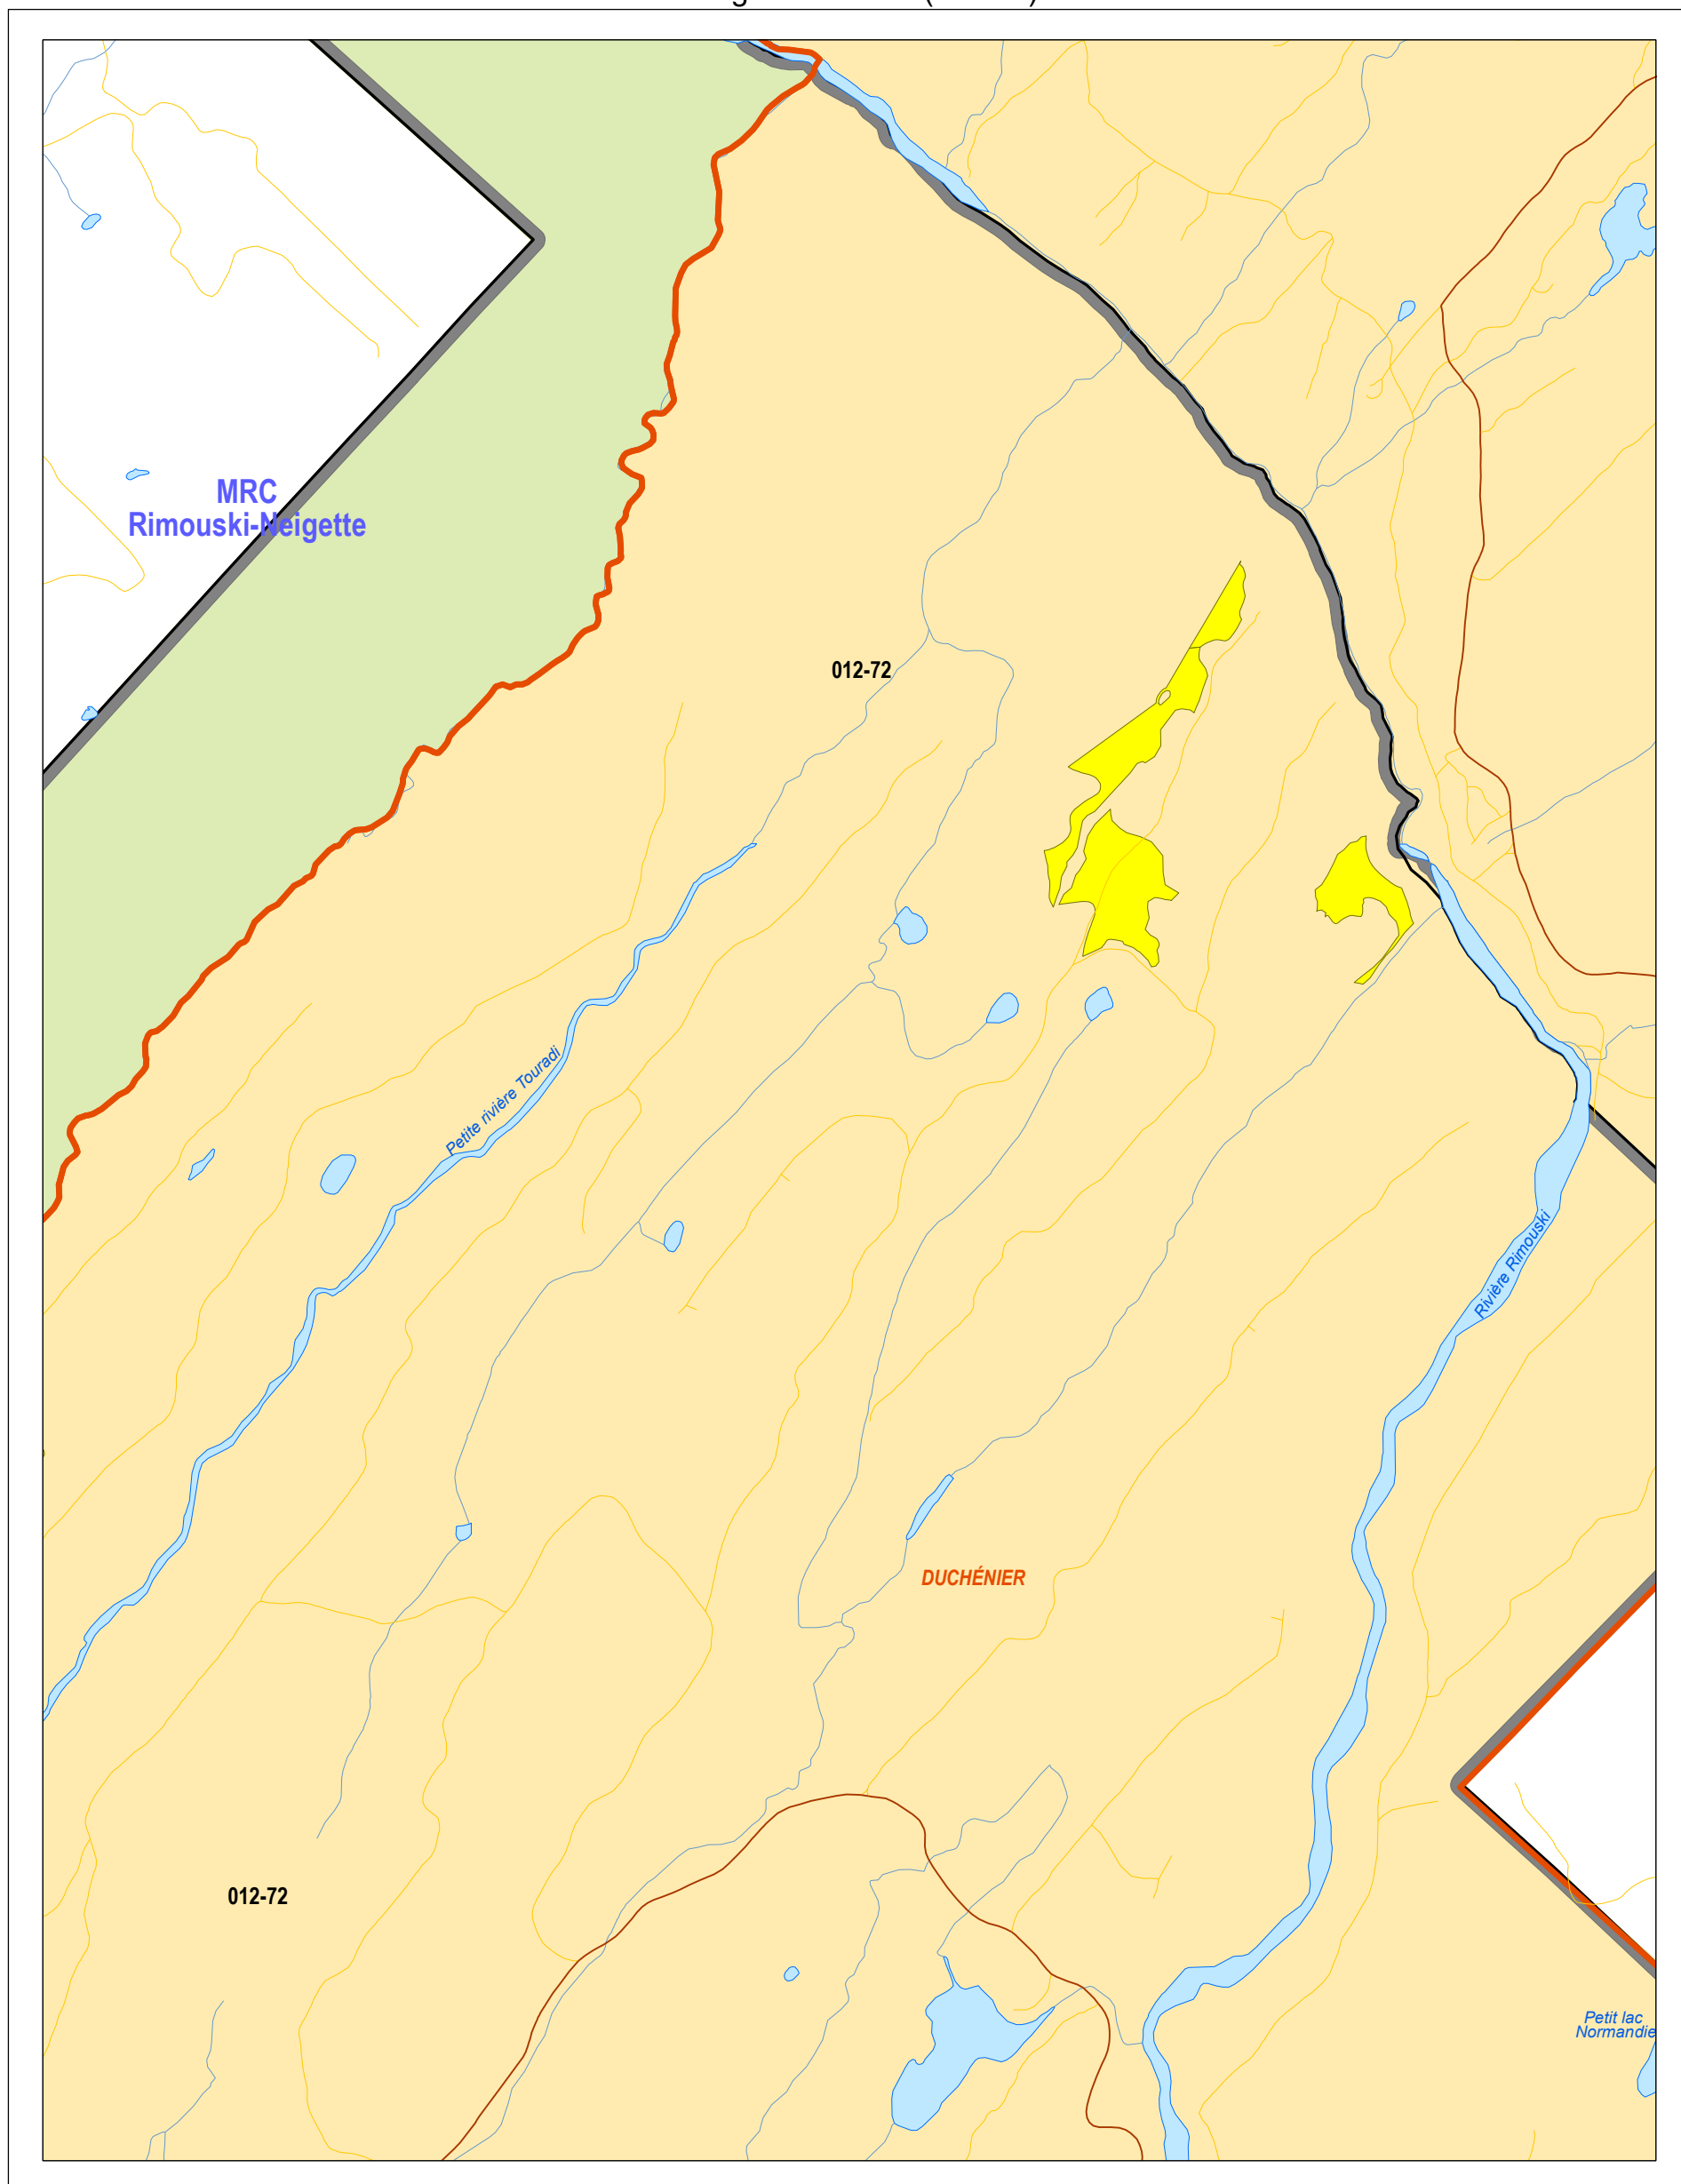 MRC
Rimouski-Neigette
012-72
Petite rivière Touradi
Rivière Rimouski
DUCHÉNIER
012-72
Petit lac
Normandie